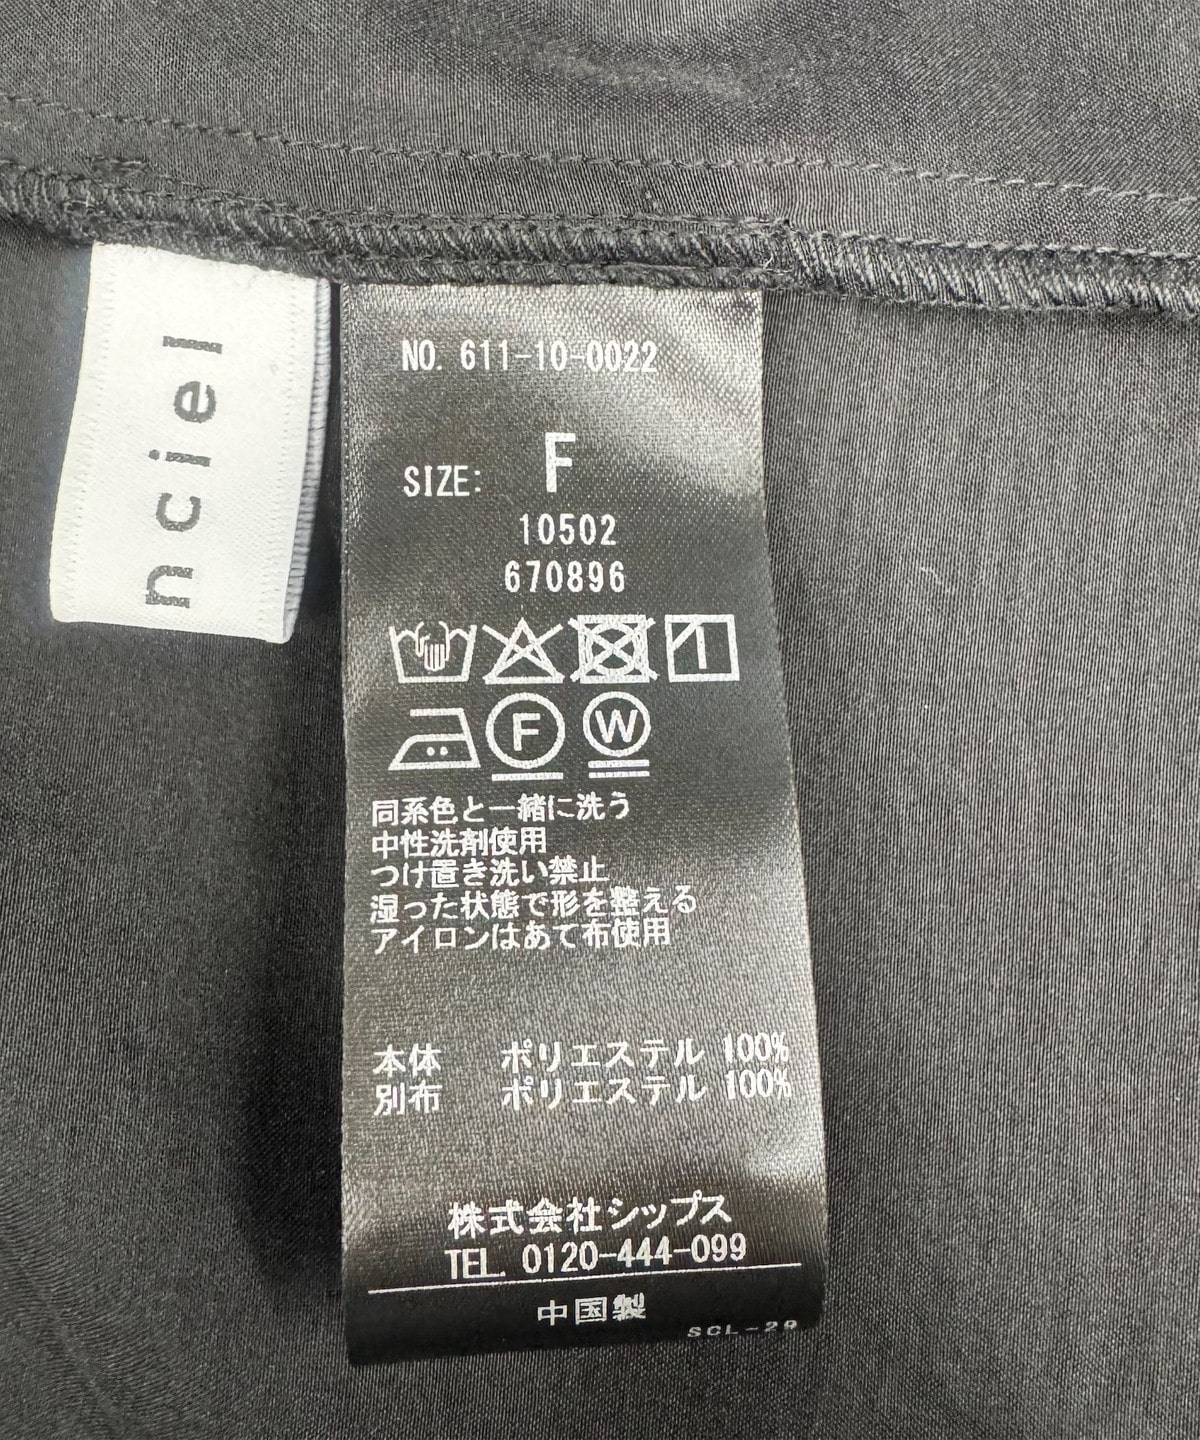 nciel
NO. 611-10-0022
SIZE: F
10502
670896
F W
同系色と一緒に洗う
中性洗剤使用
つけ置き洗い禁止
湿った状態で形を整える
アイロンはあて布使用
本体 ポリエステル 100%
別布 ポリエステル 100%
株式会社シップス
TEL. 0120-444-099
中国製
SCL-29